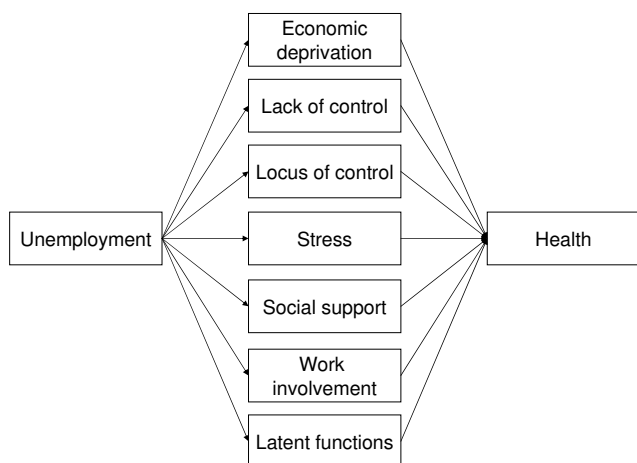 Economic
deprivation
Lack of control
Locus of control
Unemployment
Stress
Health
Social support
Work
involvement
Latent functions